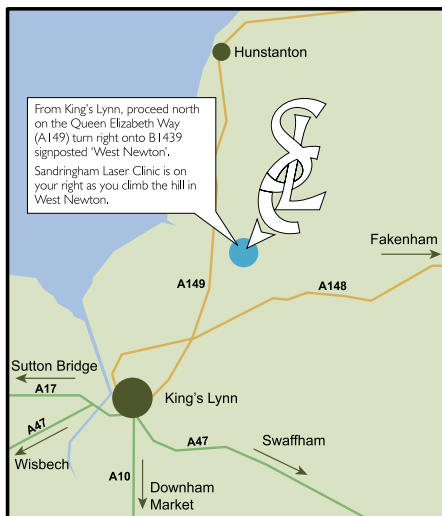 Hunstanton
From King's Lynn, proceed north
on the Queen Elizabeth Way
(A149) turn right onto B1439
signposted 'West Newton'.
Sandringham Laser Clinic is on
your right as you climb the hill in
West Newton.
SLC
Fakenham
A149
A148
Sutton Bridge
A17
King's Lynn
A47
A47
Swaffham
Wisbech
A10
Downham
Market